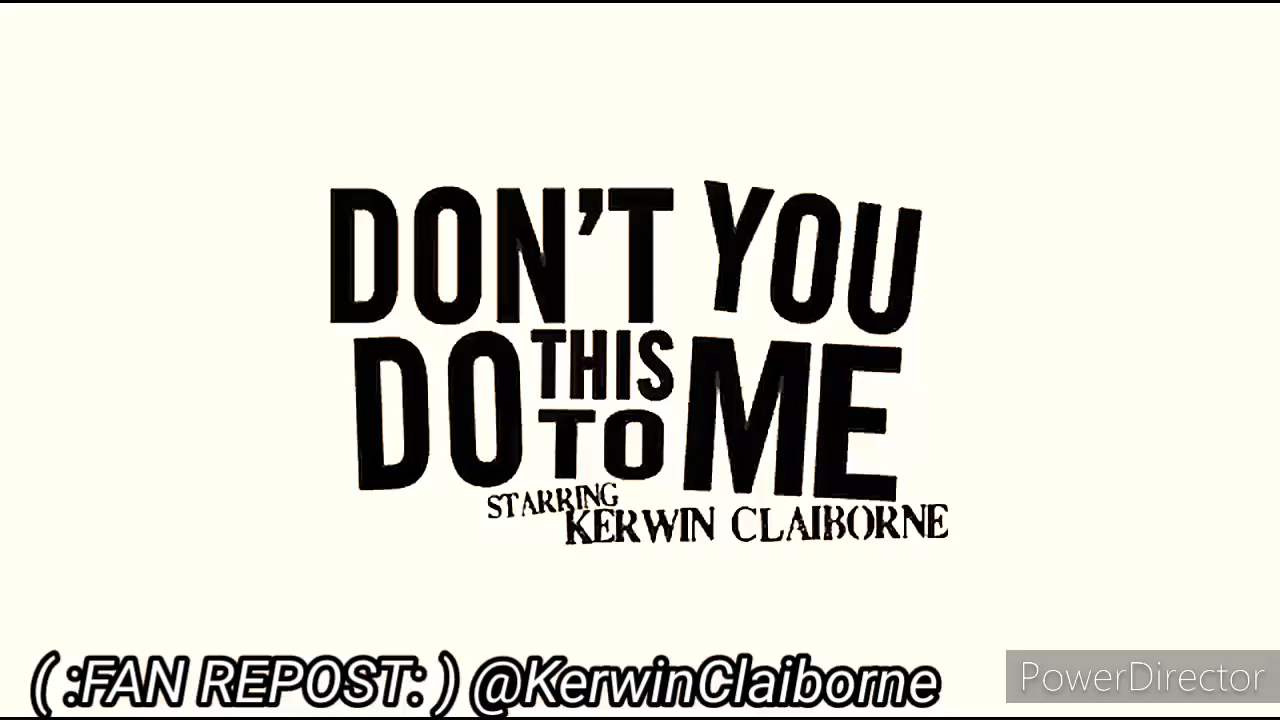 DON'T YOU
DO THIS TO ME
STARRING
KERWIN CLAIBORNE
( :FAN REPOST: ) @KerwinClaiborne
PowerDirector